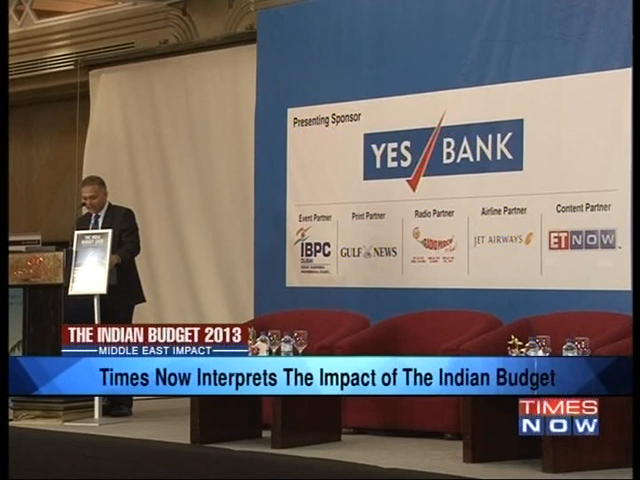 Presenting Sponsor
YES BANK
Event Partner
Print Partner
Radio Partner
Airline Partner
Content Partner
IBPC
DUBAI
GULF NEWS
JET AIRWAYS
ET NOW
THE INDIAN BUDGET 2013
MIDDLE EAST IMPACT
Times Now Interprets The Impact of The Indian Budget
TIMES
NOW